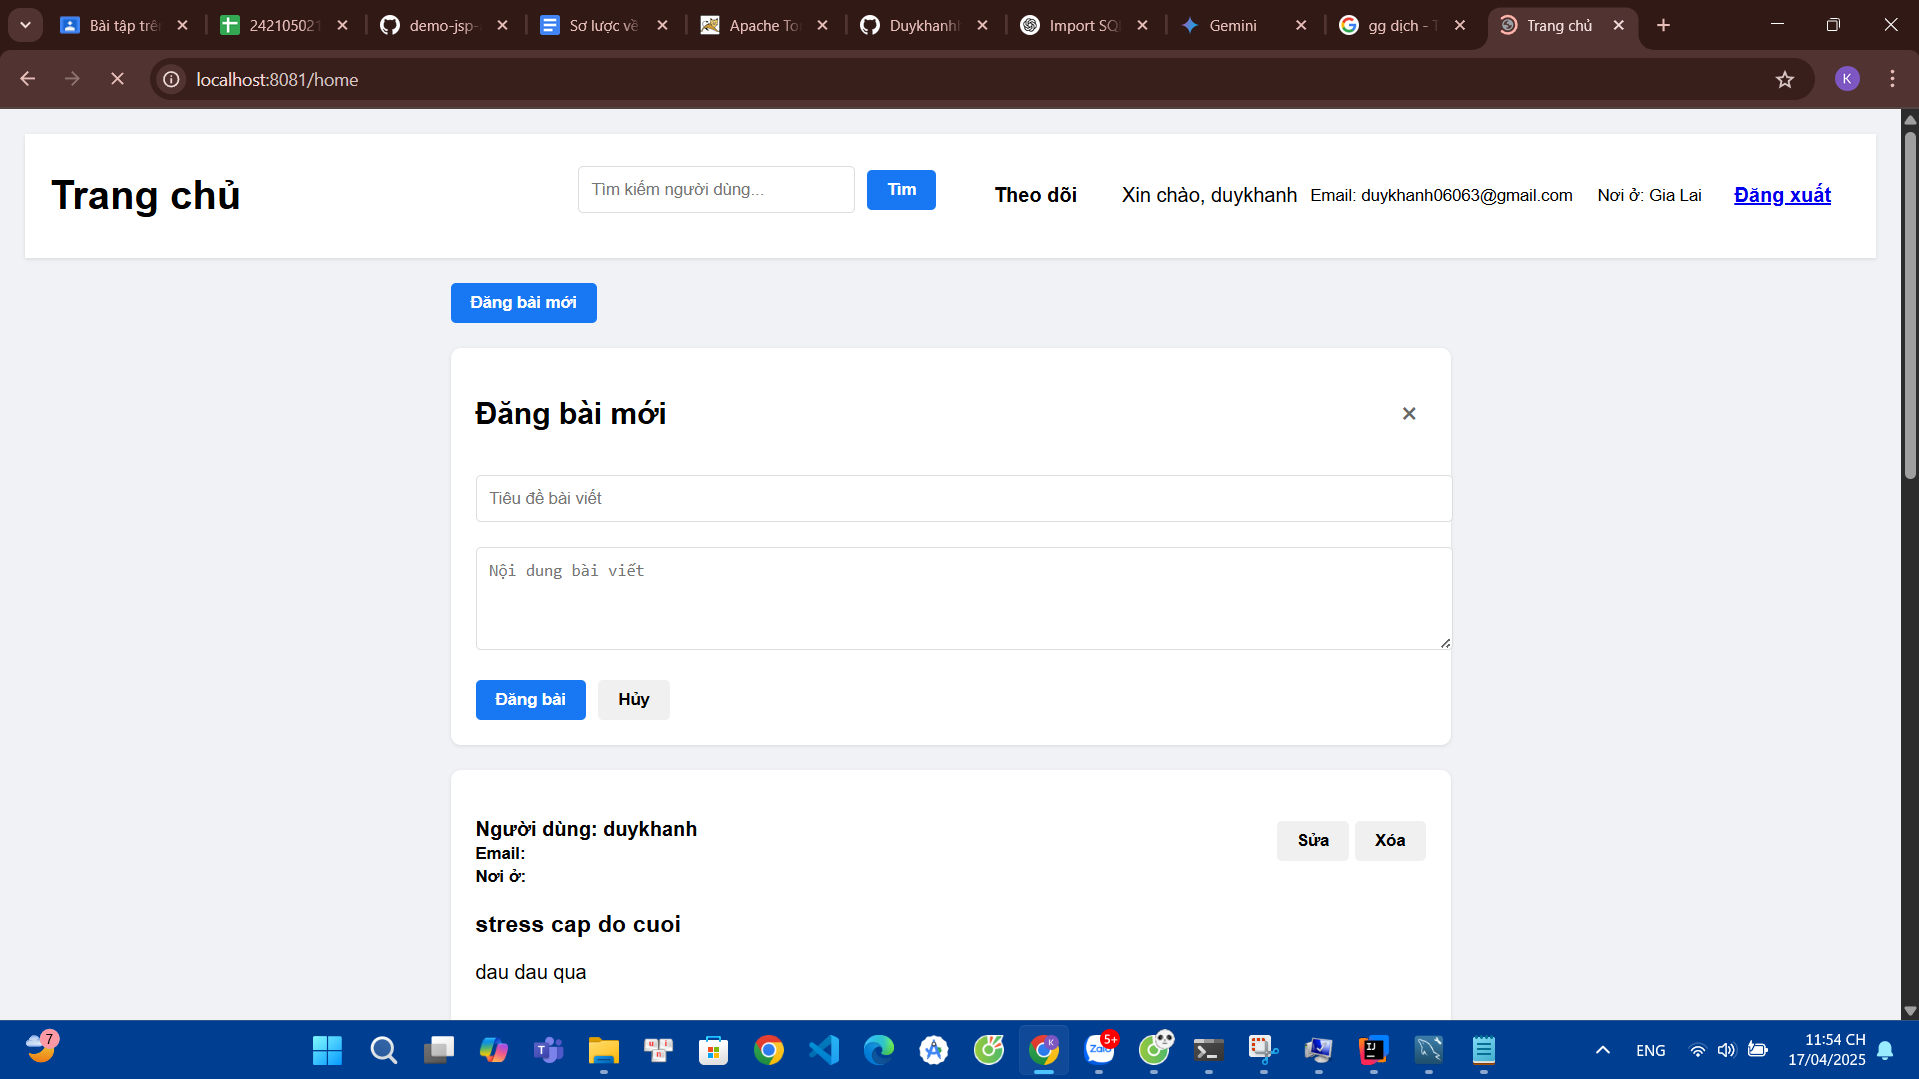 Bài tập trê
242105021
demo-jsp-
Sơ lược về
Apache To
Duykhanh
Import SQ
Gemini
gg dịch - T
Trang chủ
localhost:8081/home
K
Trang chủ
Tìm kiếm người dùng...
Tìm
Theo dõi
Xin chào, duykhanh
Email: duykhanh06063@gmail.com
Nơi ở: Gia Lai
Đăng xuất
Đăng bài mới
Đăng bài mới
Tiêu đề bài viết
Nội dung bài viết
Đăng bài
Hủy
Người dùng: duykhanh
Sửa
Xóa
Email:
Nơi ở:
stress cap do cuoi
dau dau qua
7
K
Zalo
5+
ENG
11:54 CH
17/04/2025